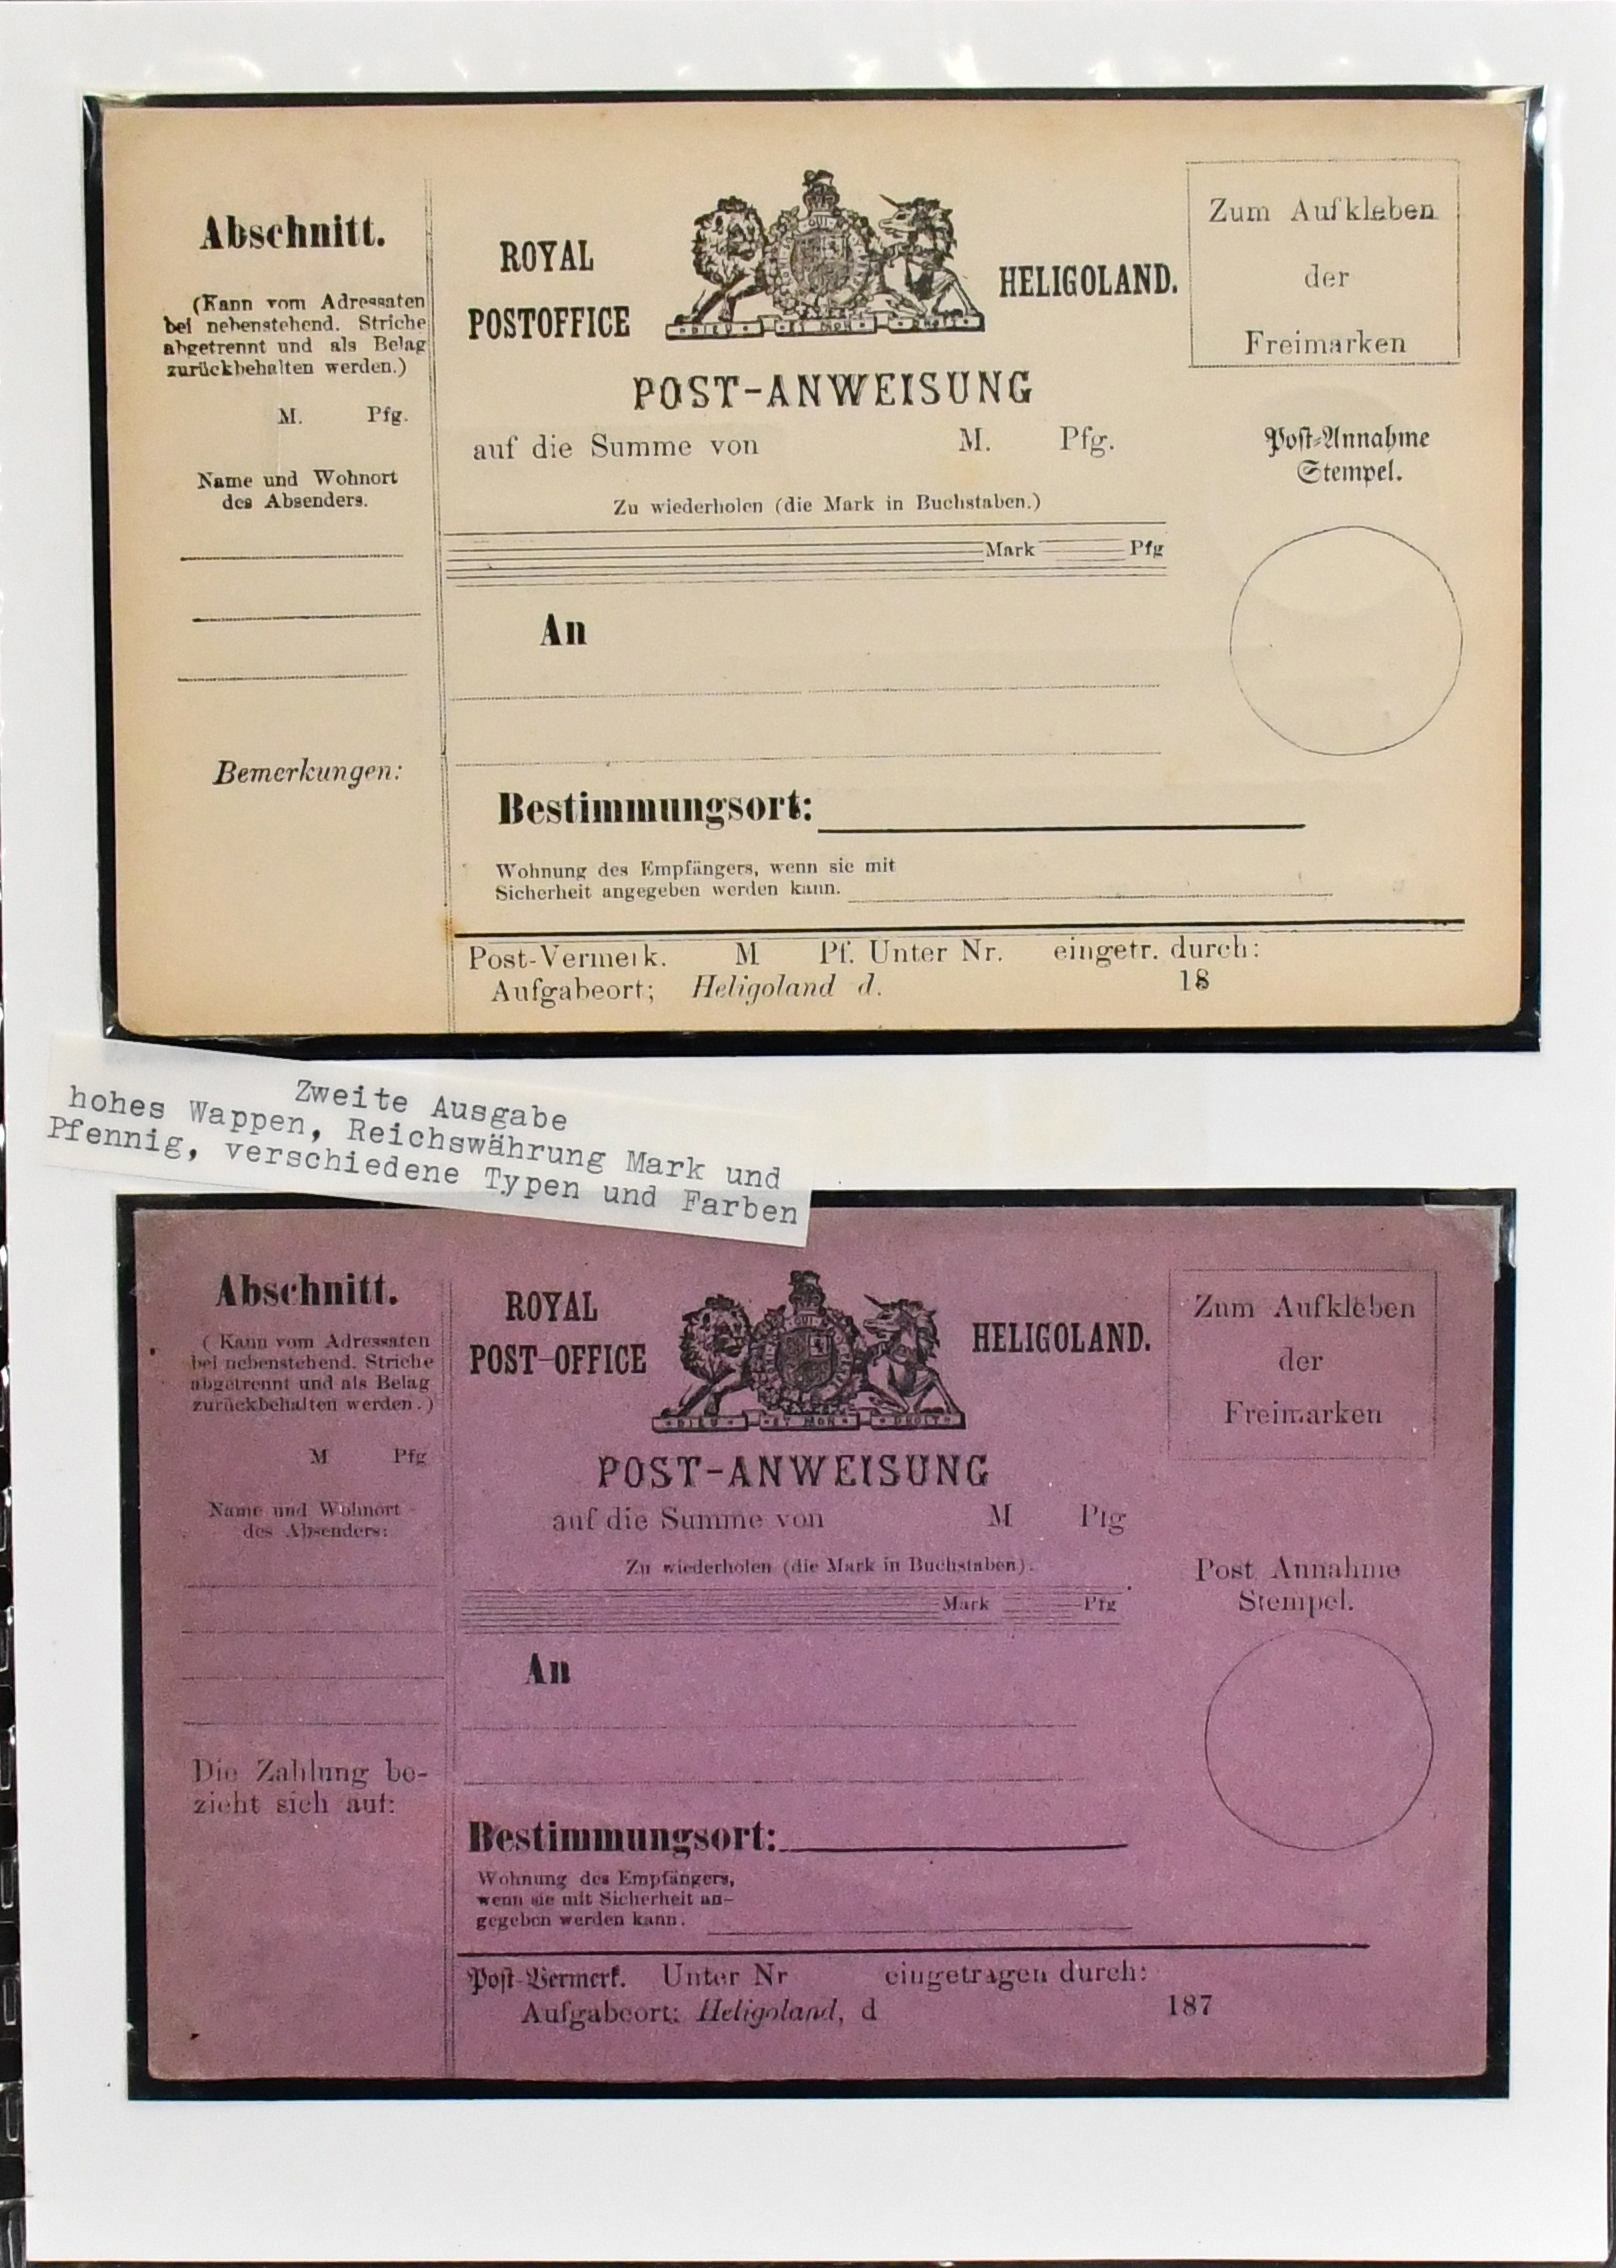 Abschnitt.
(Kann vom Adressaten
bei nebenstehend. Striche
abgetrennt und als Belag
zurückbehalten werden.)
M. Pfg.
Name und Wohnort
des Absenders.
Bemerkungen:
ROYAL
POSTOFFICE
HELIGOLAND.
POST-ANWEISUNG
auf die Summe von M. Pfg.
Zu wiederholen (die Mark in Buchstaben.)
Mark Pfg
An
Bestimmungsort:
Wohnung des Empfängers, wenn sie mit
Sicherheit angegeben werden kann.
Post-Vermerk. M Pf. Unter Nr. eingetr. durch:
Aufgabeort; Heligoland d. 18
Zum Aufkleben
der
Freimarken
Post-Annahme
Stempel.
Zweite Ausgabe
hohes Wappen, Reichswährung Mark und
Pfennig, verschiedene Typen und Farben
Abschnitt.
(Kann vom Adressaten
bei nebenstehend. Striche
abgetrennt und als Belag
zurückbehalten werden.)
M Pfg
Name und Wohnort
des Absenders:
Die Zahlung be-
zieht sich auf:
ROYAL
POST-OFFICE
DIEU ET MON DROIT
HELIGOLAND.
POST-ANWEISUNG
auf die Summe von M Pfg
Zu wiederholen (die Mark in Buchstaben).
Mark Pfg
An
Bestimmungsort:
Wohnung des Empfängers,
wenn sie mit Sicherheit an-
gegeben werden kann.
Post-Vermerk. Unter Nr eingetragen durch:
Aufgabeort: Heligoland, d 187
Zum Aufkleben
der
Freimarken
Post Annahme
Stempel.